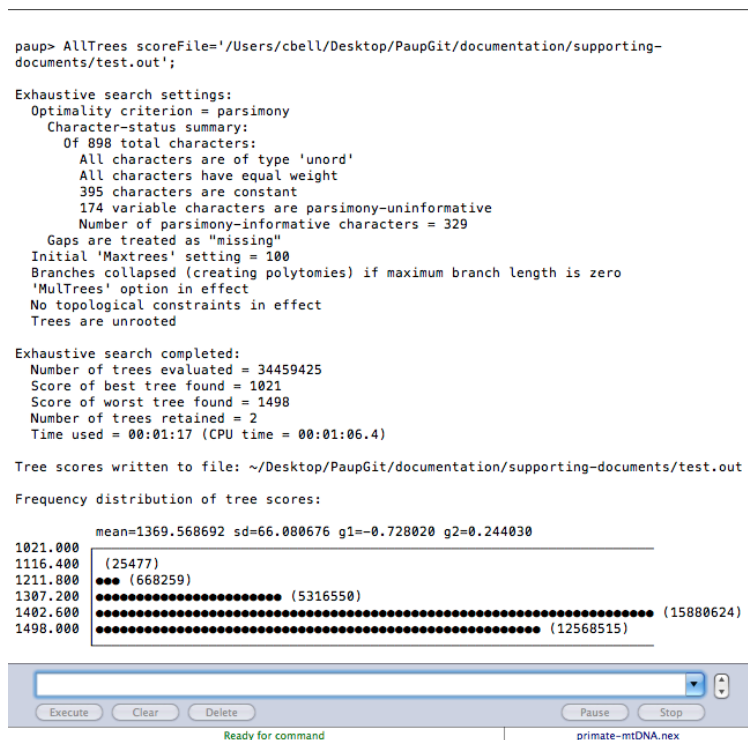 paup> AllTrees scoreFile='/Users/cbell/Desktop/PaupGit/documentation/supporting-
documents/test.out';
Exhaustive search settings:
Optimality criterion = parsimony
Character-status summary:
Of 898 total characters:
All characters are of type 'unord'
All characters have equal weight
395 characters are constant
174 variable characters are parsimony-uninformative
Number of parsimony-informative characters = 329
Gaps are treated as "missing"
Initial 'Maxtrees' setting = 100
Branches collapsed (creating polytomies) if maximum branch length is zero
'MulTrees' option in effect
No topological constraints in effect
Trees are unrooted
Exhaustive search completed:
Number of trees evaluated = 34459425
Score of best tree found = 1021
Score of worst tree found = 1498
Number of trees retained = 2
Time used = 00:01:17 (CPU time = 00:01:06.4)
Tree scores written to file: ~/Desktop/PaupGit/documentation/supporting-documents/test.out
Frequency distribution of tree scores:
mean=1369.568692 sd=66.080676 g1=-0.728020 g2=0.244030
1021.000
1116.400 (25477)
1211.800 (668259)
1307.200 (5316550)
1402.600 (15880624)
1498.000 (12568515)
Execute Clear Delete Pause Stop
Ready for command primate-mtDNA.nex